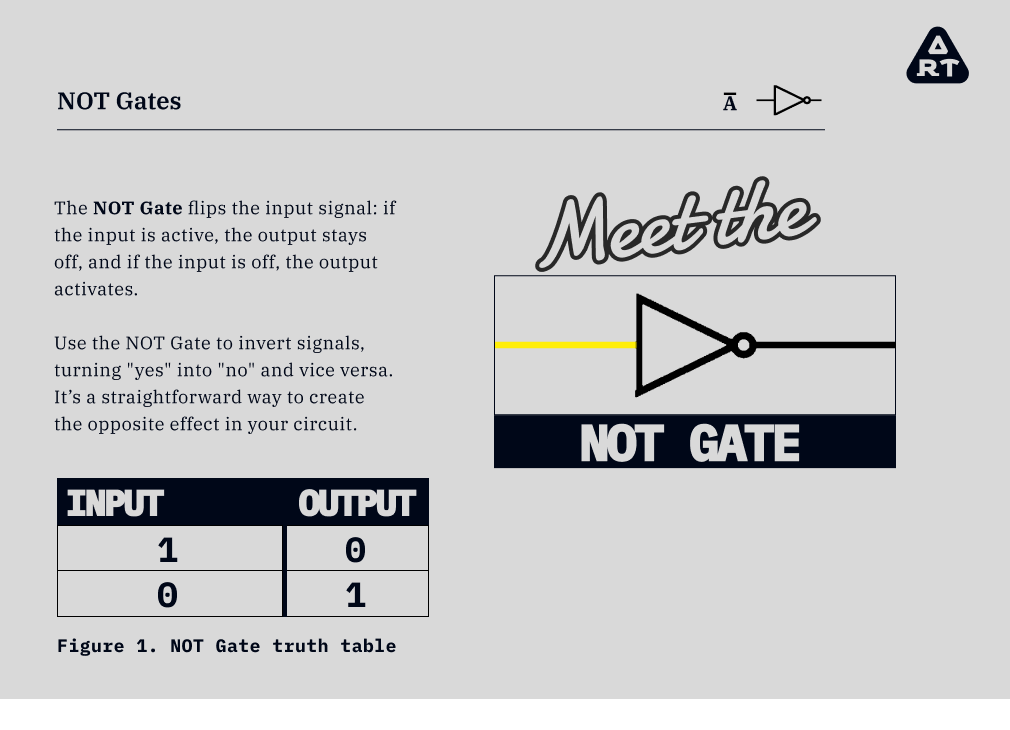 ART
NOT Gates
A̅
The NOT Gate flips the input signal: if
the input is active, the output stays
off, and if the input is off, the output
activates.
Use the NOT Gate to invert signals,
turning "yes" into "no" and vice versa.
It’s a straightforward way to create
the opposite effect in your circuit.
INPUT OUTPUT
1 0
0 1
Figure 1. NOT Gate truth table
Meet the
NOT GATE